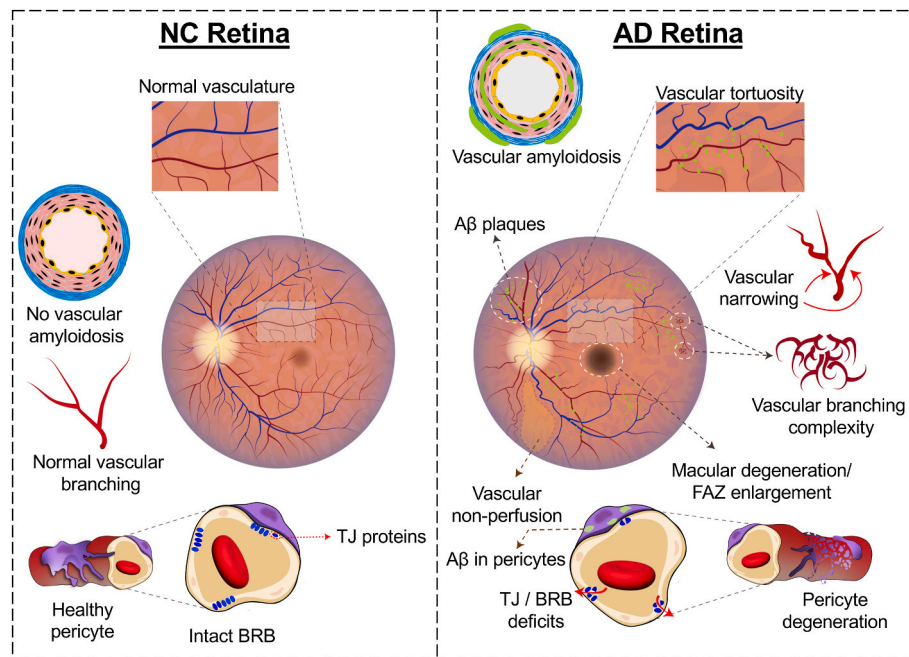 NC Retina
Normal vasculature
No vascular
amyloidosis
Normal vascular
branching
TJ proteins
Healthy
pericyte
Intact BRB
AD Retina
Vascular amyloidosis
Vascular tortuosity
Aβ plaques
Vascular
narrowing
Vascular branching
complexity
Macular degeneration/
FAZ enlargement
Vascular
non-perfusion
Aβ in pericytes
TJ / BRB
deficits
Pericyte
degeneration